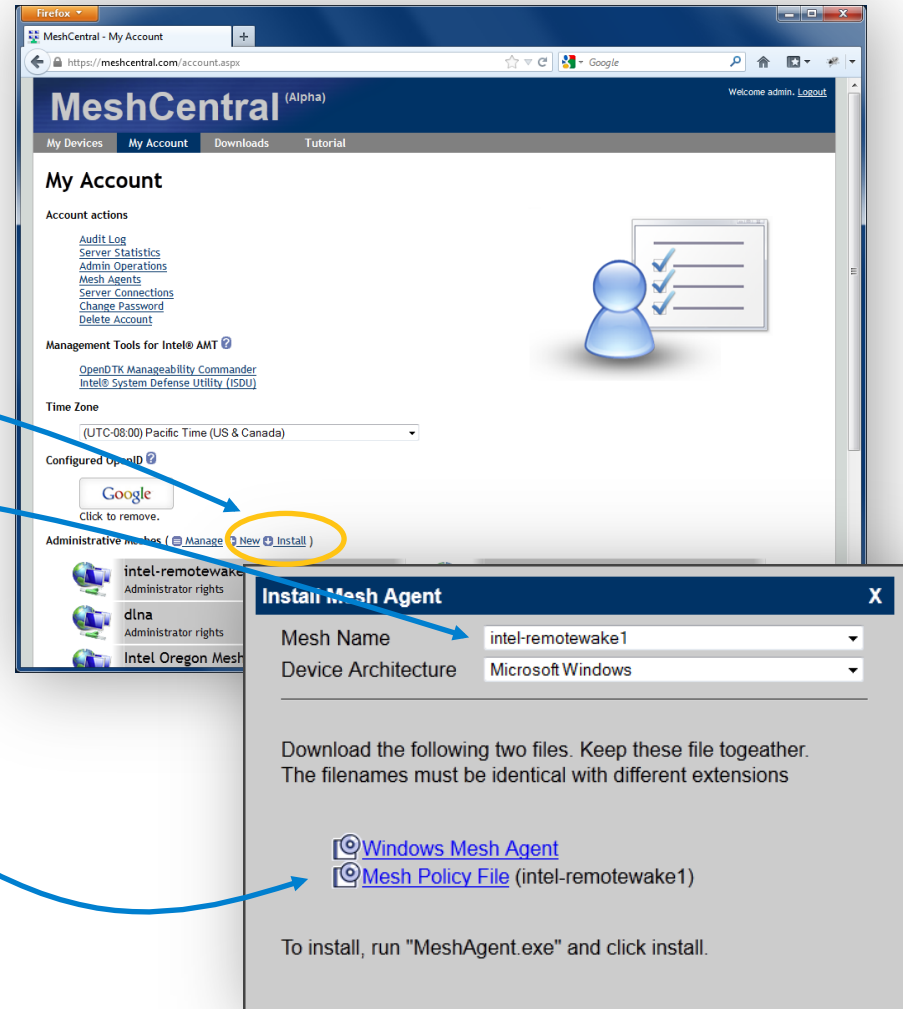 Firefox
MeshCentral - My Account
+
https://meshcentral.com/account.aspx
Google
MeshCentral (Alpha)
Welcome admin. Logout
My Devices My Account Downloads Tutorial
My Account
Account actions
Audit Log
Server Statistics
Admin Operations
Mesh Agents
Server Connections
Change Password
Delete Account
Management Tools for Intel® AMT ?
OpenDTK Manageability Commander
Intel® System Defense Utility (ISDU)
Time Zone
(UTC-08:00) Pacific Time (US & Canada)
Configured OpenID ?
Google
Click to remove.
Administrative Meshes ( Manage New Install )
intel-remotewake
Administrator rights
dlna
Administrator rights
Intel Oregon Mesh
Install Mesh Agent X
Mesh Name intel-remotewake1
Device Architecture Microsoft Windows
Download the following two files. Keep these file togeather.
The filenames must be identical with different extensions
Windows Mesh Agent
Mesh Policy File (intel-remotewake1)
To install, run "MeshAgent.exe" and click install.